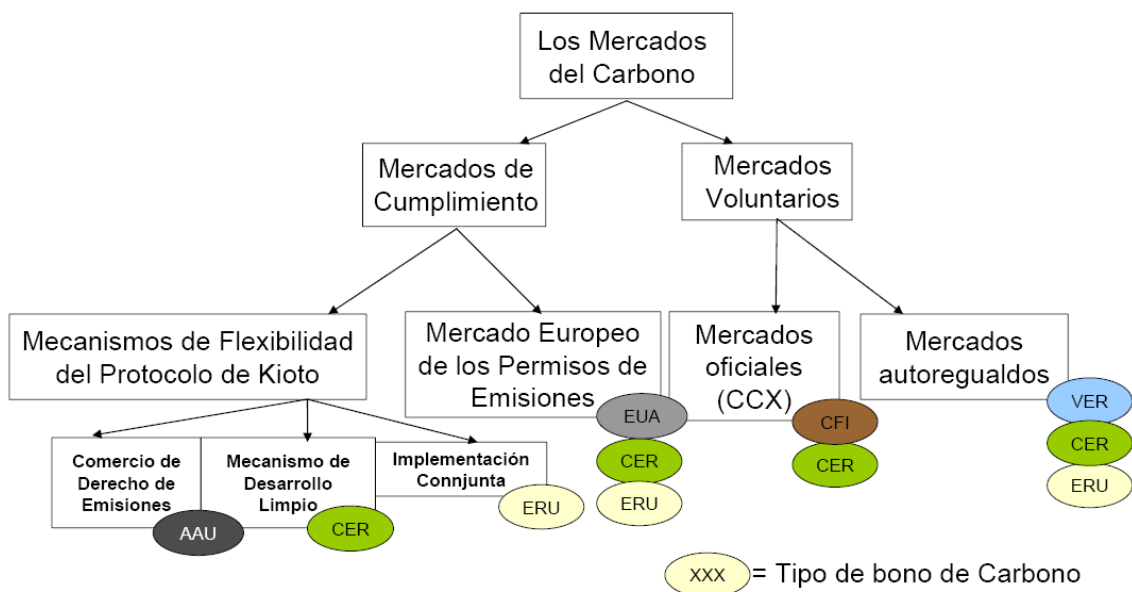 Los Mercados
del Carbono
Mercados de
Cumplimiento
Mercados
Voluntarios
Mecanismos de Flexibilidad
del Protocolo de Kioto
Mercado Europeo
de los Permisos de
Emisiones
Mercados
oficiales
(CCX)
Mercados
autoregualdos
EUA
CER
ERU
CFI
CER
VER
CER
ERU
Comercio de
Derecho de
Emisiones
AAU
Mecanismo de
Desarrollo
Limpio
CER
Implementación
Connjunta
ERU
XXX = Tipo de bono de Carbono